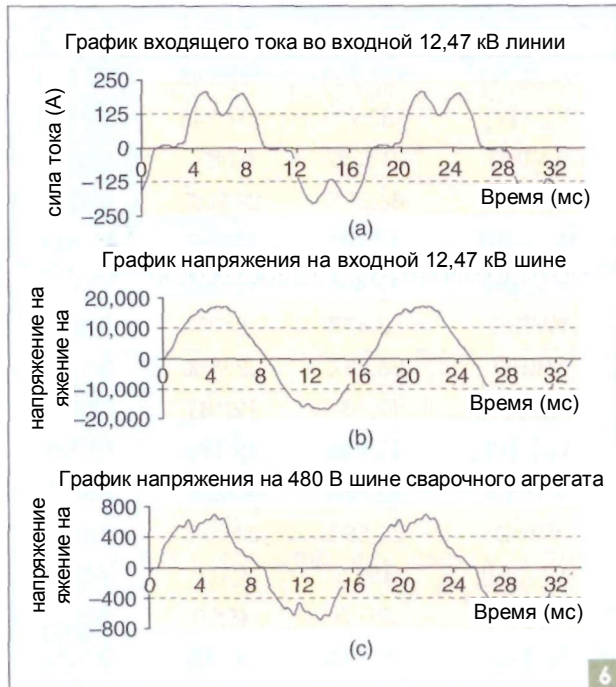 График входящего тока во входной 12,47 кВ линии
сила тока (А)
250
125
0
−125
−250
0 4 8 12 16 20 24 28 32
Время (мс)
(a)
График напряжения на входной 12,47 кВ шине
напряжение на
яжение на
20,000
10,000
0
−10,000
−20,000
4 8 12 16 20 24 28 32
Время (мс)
(b)
График напряжения на 480 В шине сварочного агрегата
напряжение
яжение на
800
400
0
−400
−800
0 4 8 12 16 20 24 28 32
Время (мс)
(c)
6